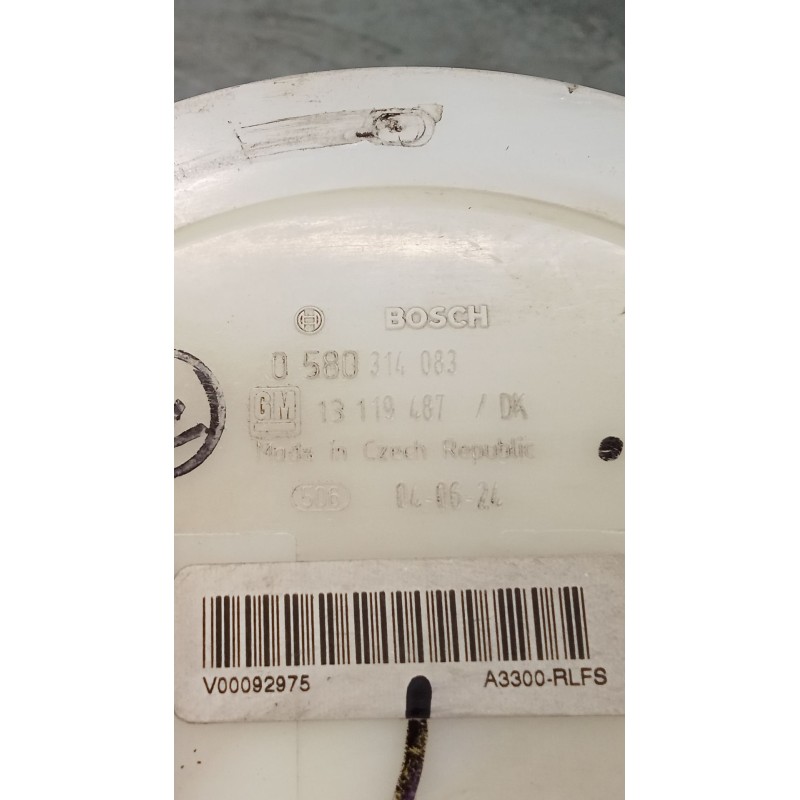 BOSCH
0 580 314 083
GM 13 119 487 / DK
Made in Czech Republic
506 04-06-24
V00092975 A3300-RLFS